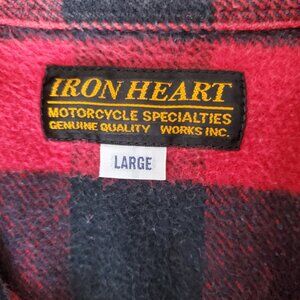 IRON HEART
MOTORCYCLE SPECIALTIES
GENUINE QUALITY WORKS INC.
LARGE